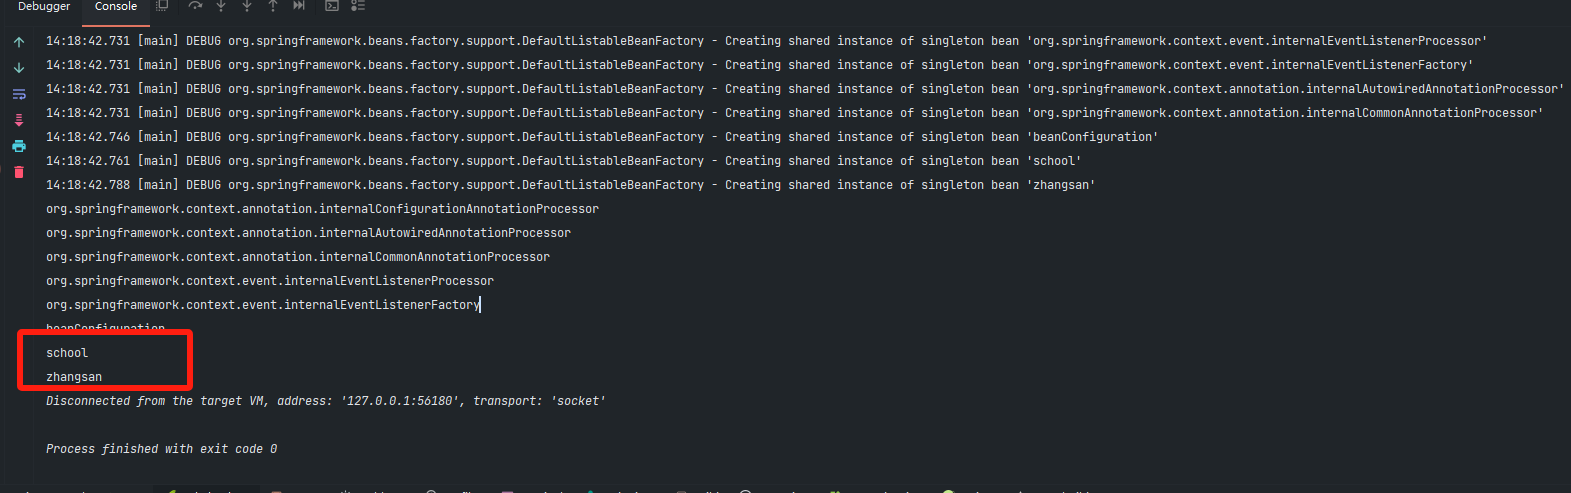 Debugger Console
14:18:42.731 [main] DEBUG org.springframework.beans.factory.support.DefaultListableBeanFactory - Creating shared instance of singleton bean 'org.springframework.context.event.internalEventListenerProcessor'
14:18:42.731 [main] DEBUG org.springframework.beans.factory.support.DefaultListableBeanFactory - Creating shared instance of singleton bean 'org.springframework.context.event.internalEventListenerFactory'
14:18:42.731 [main] DEBUG org.springframework.beans.factory.support.DefaultListableBeanFactory - Creating shared instance of singleton bean 'org.springframework.context.annotation.internalAutowiredAnnotationProcessor'
14:18:42.731 [main] DEBUG org.springframework.beans.factory.support.DefaultListableBeanFactory - Creating shared instance of singleton bean 'org.springframework.context.annotation.internalCommonAnnotationProcessor'
14:18:42.746 [main] DEBUG org.springframework.beans.factory.support.DefaultListableBeanFactory - Creating shared instance of singleton bean 'beanConfiguration'
14:18:42.761 [main] DEBUG org.springframework.beans.factory.support.DefaultListableBeanFactory - Creating shared instance of singleton bean 'school'
14:18:42.788 [main] DEBUG org.springframework.beans.factory.support.DefaultListableBeanFactory - Creating shared instance of singleton bean 'zhangsan'
org.springframework.context.annotation.internalConfigurationAnnotationProcessor
org.springframework.context.annotation.internalAutowiredAnnotationProcessor
org.springframework.context.annotation.internalCommonAnnotationProcessor
org.springframework.context.event.internalEventListenerProcessor
org.springframework.context.event.internalEventListenerFactory
beanConfiguration
school
zhangsan
Disconnected from the target VM, address: '127.0.0.1:56180', transport: 'socket'
Process finished with exit code 0